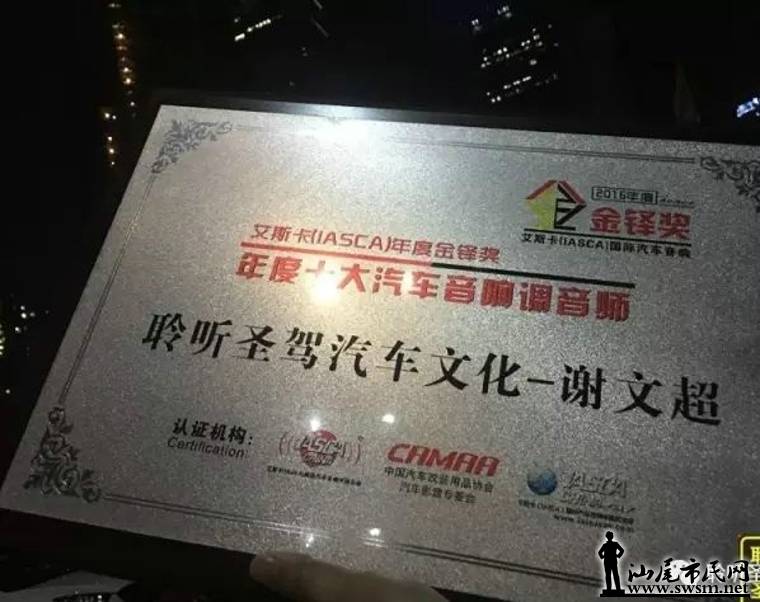 2016年度
金铎奖
艾斯卡(IASCA)国际汽车音响
艾斯卡(IASCA)年度金铎奖
年度十大汽车音响调音师
聆听圣驾汽车文化-谢文超
认证机构:
Certification:
IASCA
®
CAMAA
中国汽车改装用品协会
汽车影音专委会
IASCA
汕尾市民网
www.swsm.net